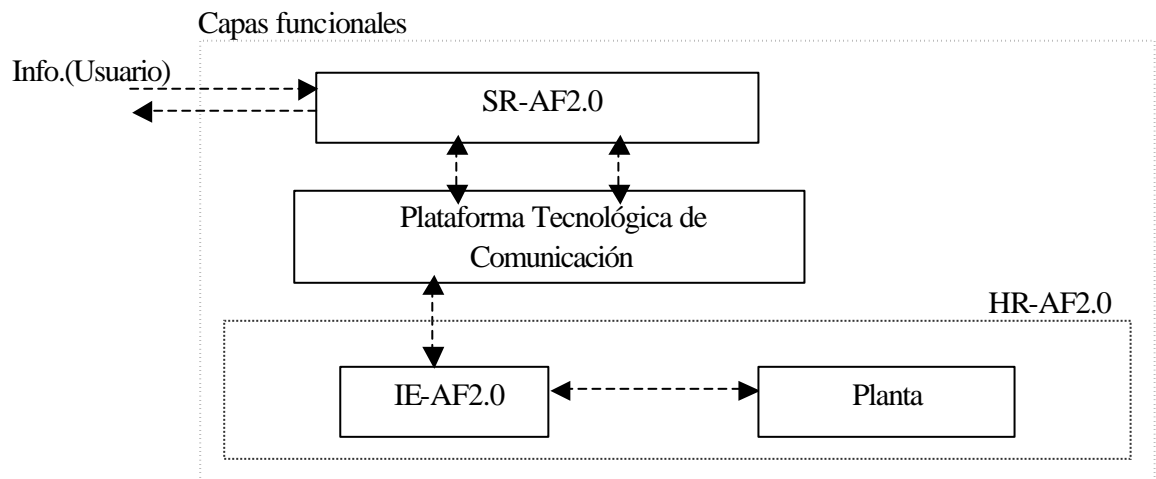 Capas funcionales
Info.(Usuario)
SR-AF2.0
Plataforma Tecnológica de
Comunicación
HR-AF2.0
IE-AF2.0
Planta